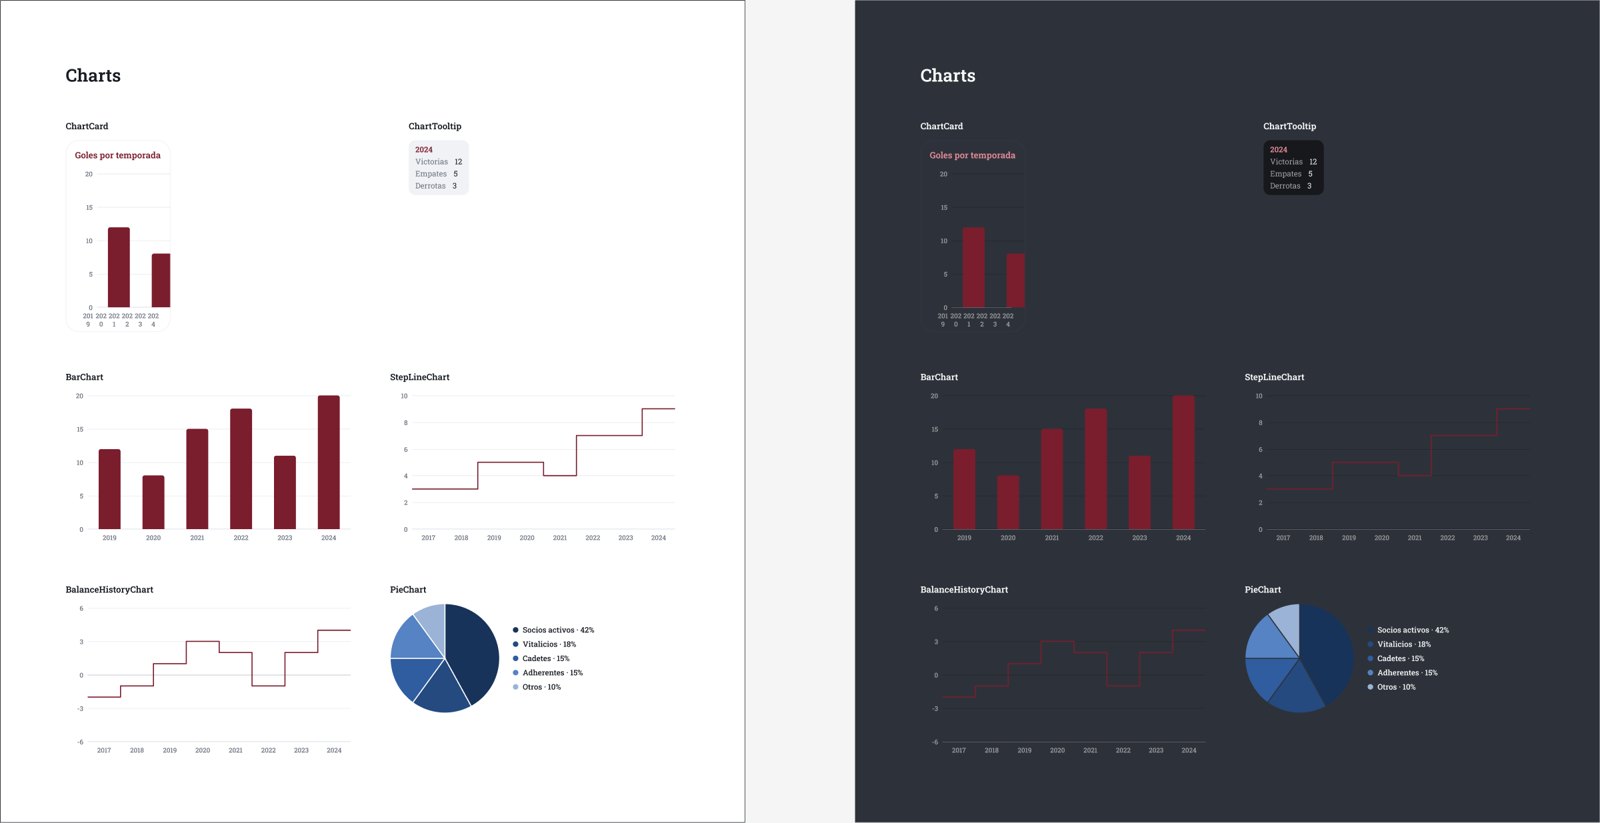 Charts
ChartCard
ChartTooltip
Goles por temporada
20
15
10
5
0
201 202 202 202 202 202
9 0 1 2 3 4
2024
Victorias 12
Empates 5
Derrotas 3
BarChart
20
15
10
5
0
2019 2020 2021 2022 2023 2024
StepLineChart
10
8
6
4
2
0
2017 2018 2019 2020 2021 2022 2023 2024
BalanceHistoryChart
6
3
0
-3
-6
2017 2018 2019 2020 2021 2022 2023 2024
PieChart
Socios activos · 42%
Vitalicios · 18%
Cadetes · 15%
Adherentes · 15%
Otros · 10%
Charts
ChartCard
ChartTooltip
Goles por temporada
20
15
10
5
0
201 202 202 202 202 202
9 0 1 2 3 4
2024
Victorias 12
Empates 5
Derrotas 3
BarChart
20
15
10
5
0
2019 2020 2021 2022 2023 2024
StepLineChart
10
8
6
4
2
0
2017 2018 2019 2020 2021 2022 2023 2024
BalanceHistoryChart
6
3
0
-3
-6
2017 2018 2019 2020 2021 2022 2023 2024
PieChart
Socios activos · 42%
Vitalicios · 18%
Cadetes · 15%
Adherentes · 15%
Otros · 10%